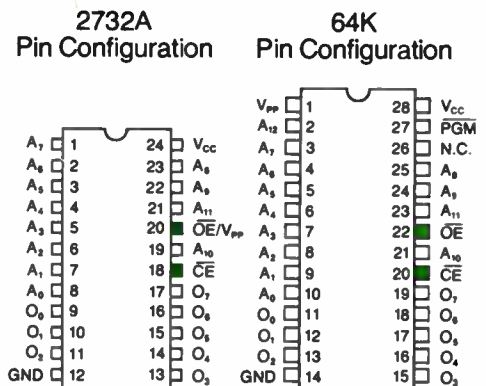 2732A
Pin Configuration
A₇ 1 24 Vcc
A₆ 2 23 A₈
A₅ 3 22 A₉
A₄ 4 21 A₁₁
A₃ 5 20 O̅E̅/Vpp
A₂ 6 19 A₁₀
A₁ 7 18 C̅E̅
A₀ 8 17 O₇
O₀ 9 16 O₆
O₁ 10 15 O₅
O₂ 11 14 O₄
GND 12 13 O₃
64K
Pin Configuration
Vpp 1 28 Vcc
A₁₂ 2 27 P̅G̅M̅
A₇ 3 26 N.C.
A₆ 4 25 A₈
A₅ 5 24 A₉
A₄ 6 23 A₁₁
A₃ 7 22 O̅E̅
A₂ 8 21 A₁₀
A₁ 9 20 C̅E̅
A₀ 10 19 O₇
O₀ 11 18 O₆
O₁ 12 17 O₅
O₂ 13 16 O₄
GND 14 15 O₃